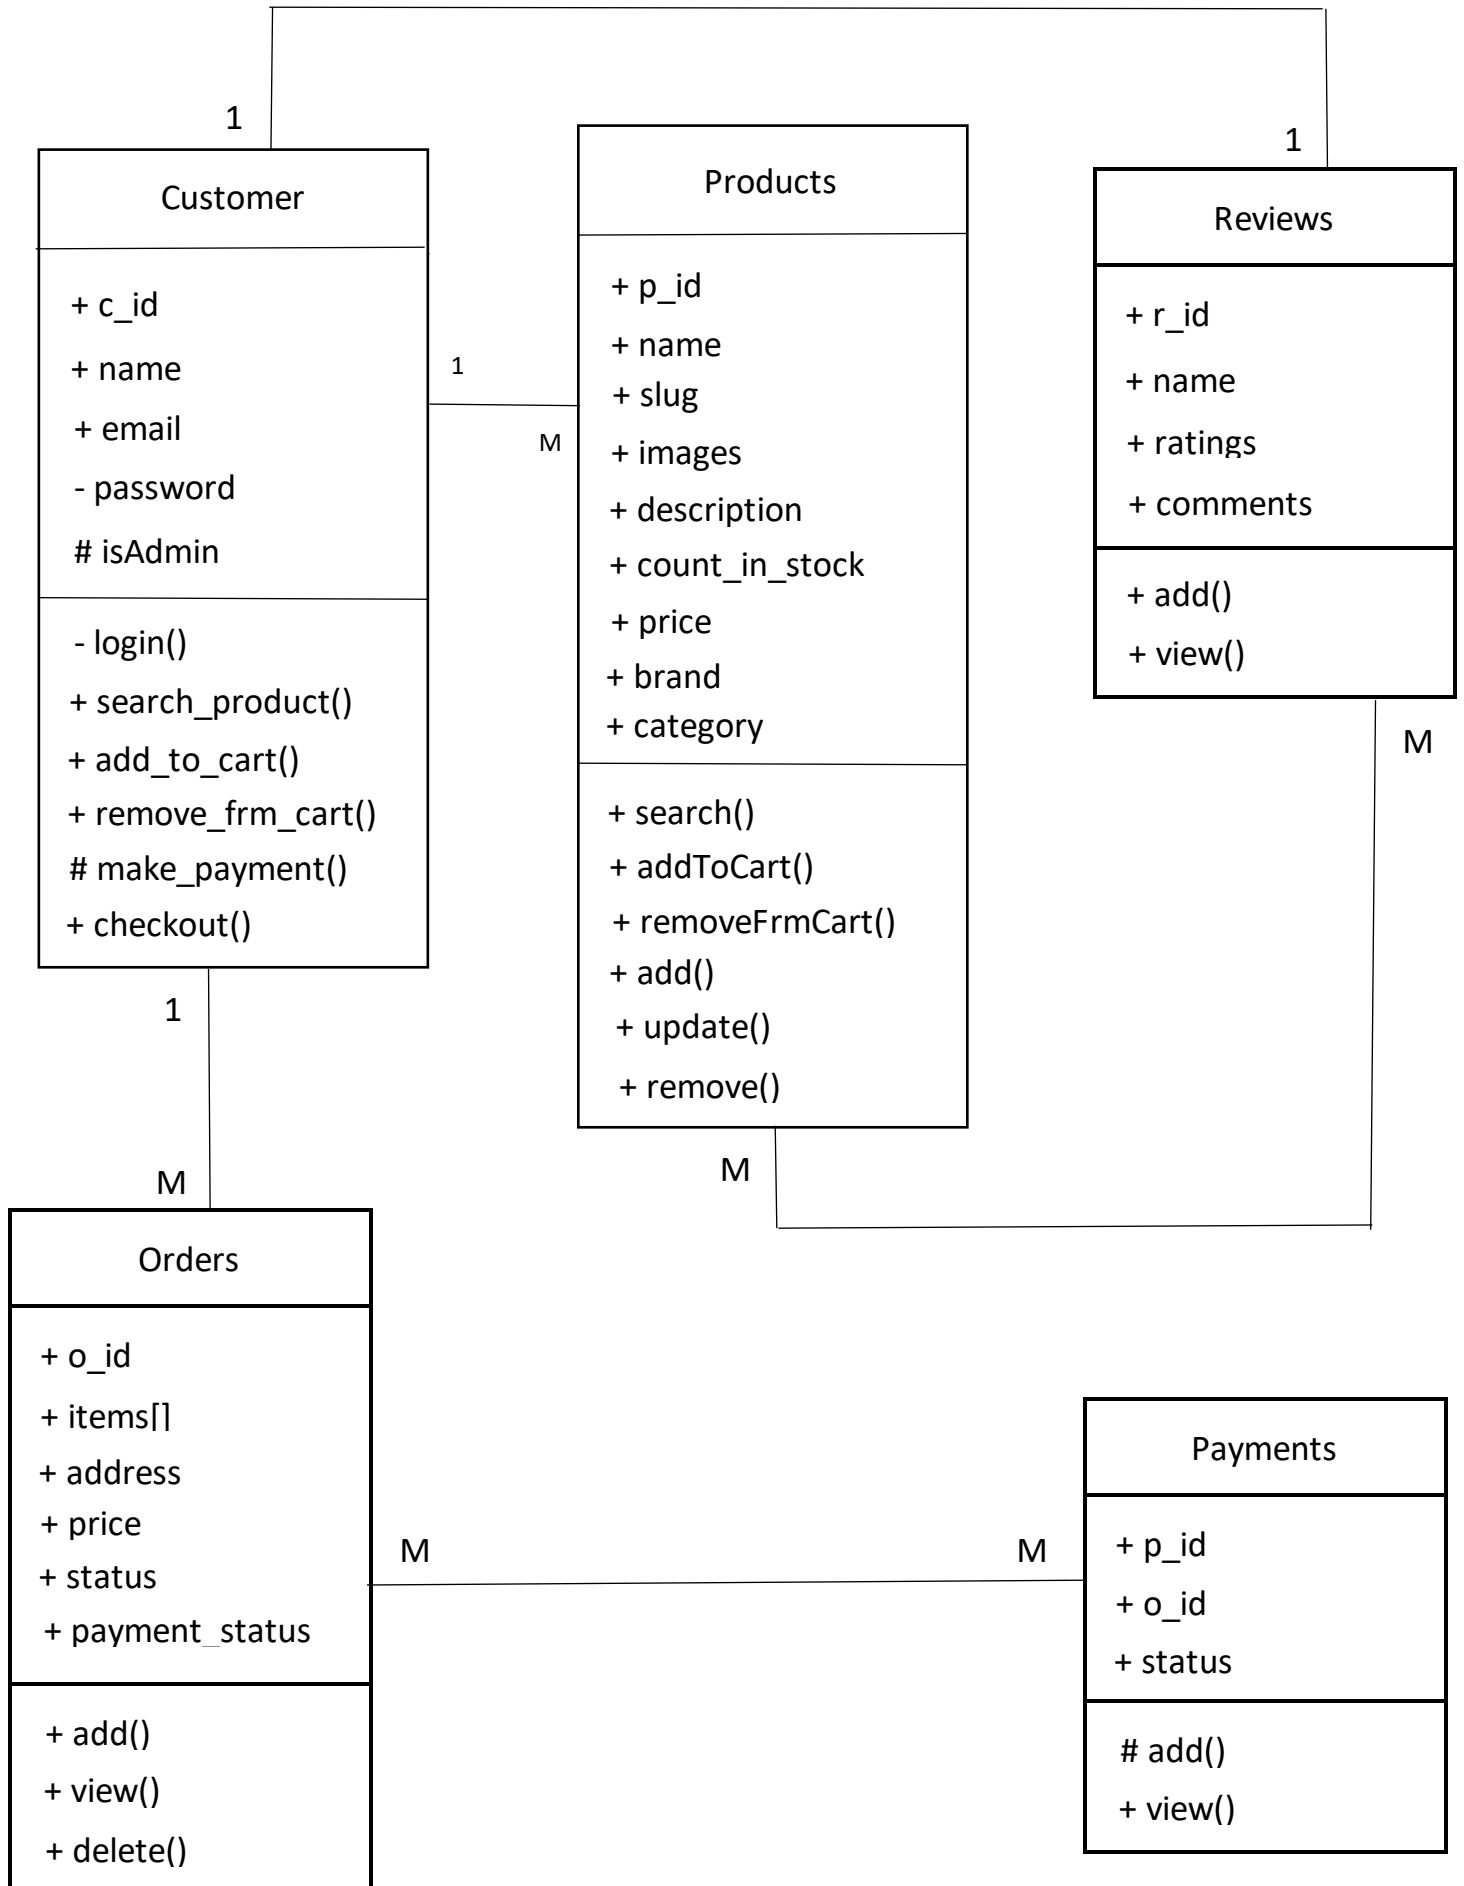 1
Customer
+ c_id
+ name
+ email
- password
# isAdmin
- login()
+ search_product()
+ add_to_cart()
+ remove_frm_cart()
# make_payment()
+ checkout()
1
M
Products
+ p_id
+ name
+ slug
+ images
+ description
+ count_in_stock
+ price
+ brand
+ category
+ search()
+ addToCart()
+ removeFrmCart()
+ add()
+ update()
+ remove()
M
1
Reviews
+ r_id
+ name
+ ratings
+ comments
+ add()
+ view()
M
1
M
Orders
+ o_id
+ items[]
+ address
+ price
+ status
+ payment_status
+ add()
+ view()
+ delete()
M
M
Payments
+ p_id
+ o_id
+ status
# add()
+ view()